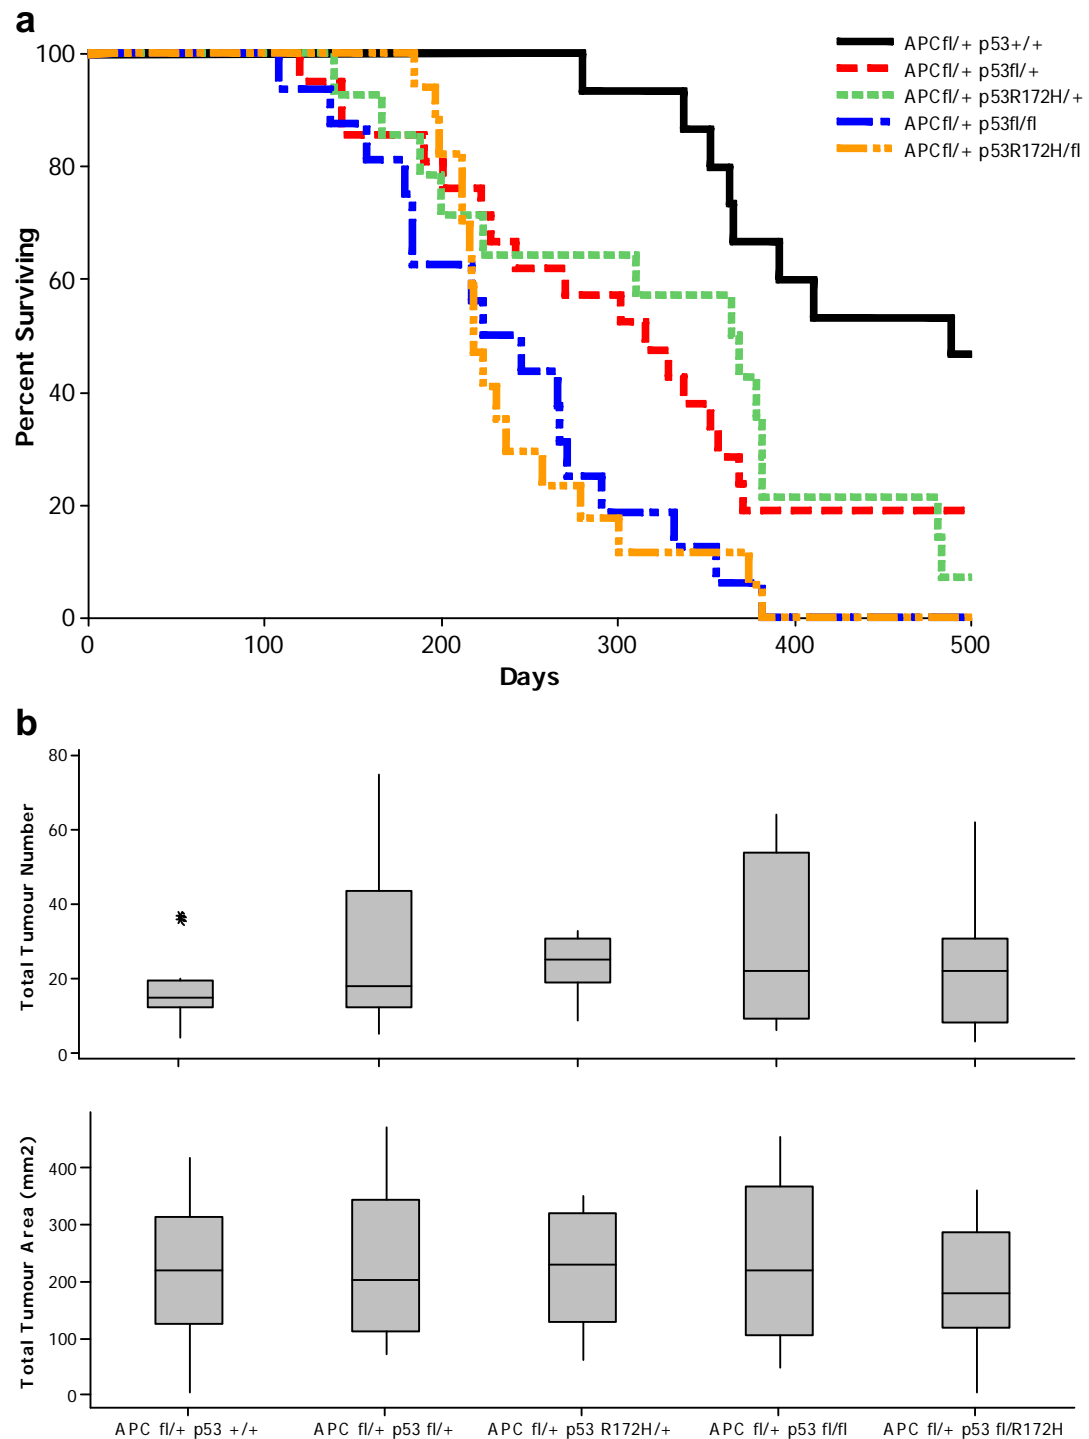 a
100
80
60
40
20
0
Percent Surviving
0 100 200 300 400 500
Days
APCfl/+ p53+/+
APCfl/+ p53fl/+
APCfl/+ p53R172H/+
APCfl/+ p53fl/fl
APCfl/+ p53R172H/fl
b
80
60
40
20
0
Total Tumour Number
400
300
200
100
0
Total Tumour Area (mm2)
APC fl/+ p53 +/+ APC fl/+ p53 fl/+ APC fl/+ p53 R172H/+ APC fl/+ p53 fl/fl APC fl/+ p53 fl/R172H